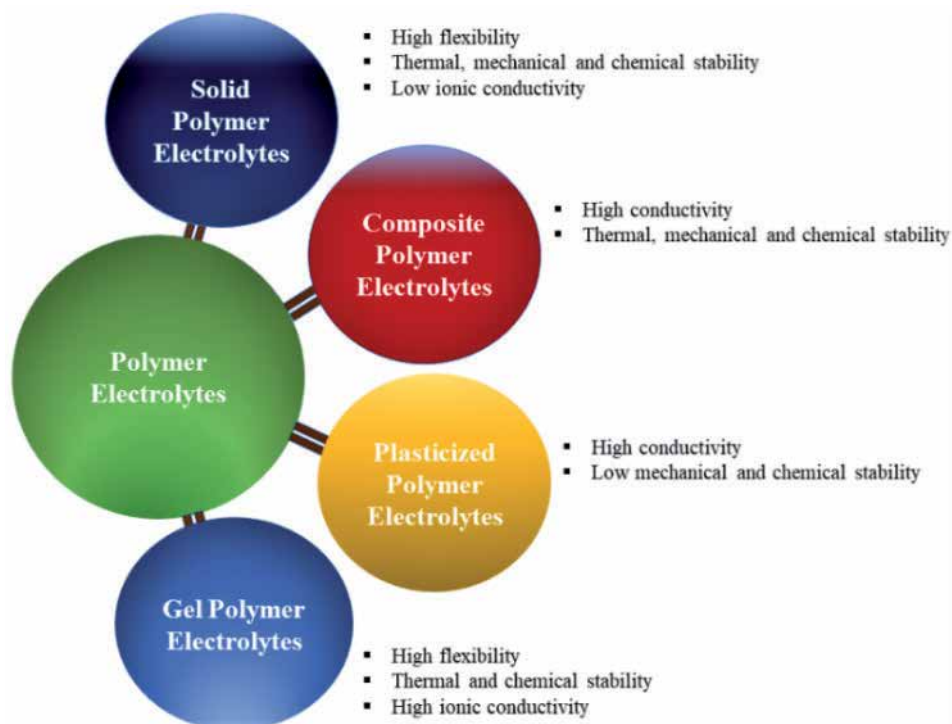 Solid
Polymer
Electrolytes
▪ High flexibility
▪ Thermal, mechanical and chemical stability
▪ Low ionic conductivity
Composite
Polymer
Electrolytes
▪ High conductivity
▪ Thermal, mechanical and chemical stability
Polymer
Electrolytes
Plasticized
Polymer
Electrolytes
▪ High conductivity
▪ Low mechanical and chemical stability
Gel Polymer
Electrolytes
▪ High flexibility
▪ Thermal and chemical stability
▪ High ionic conductivity